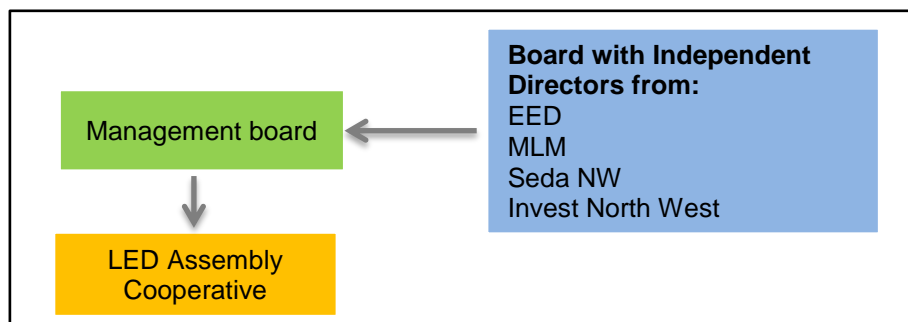 Board with Independent
Directors from:
EED
MLM
Seda NW
Invest North West
Management board
LED Assembly
Cooperative